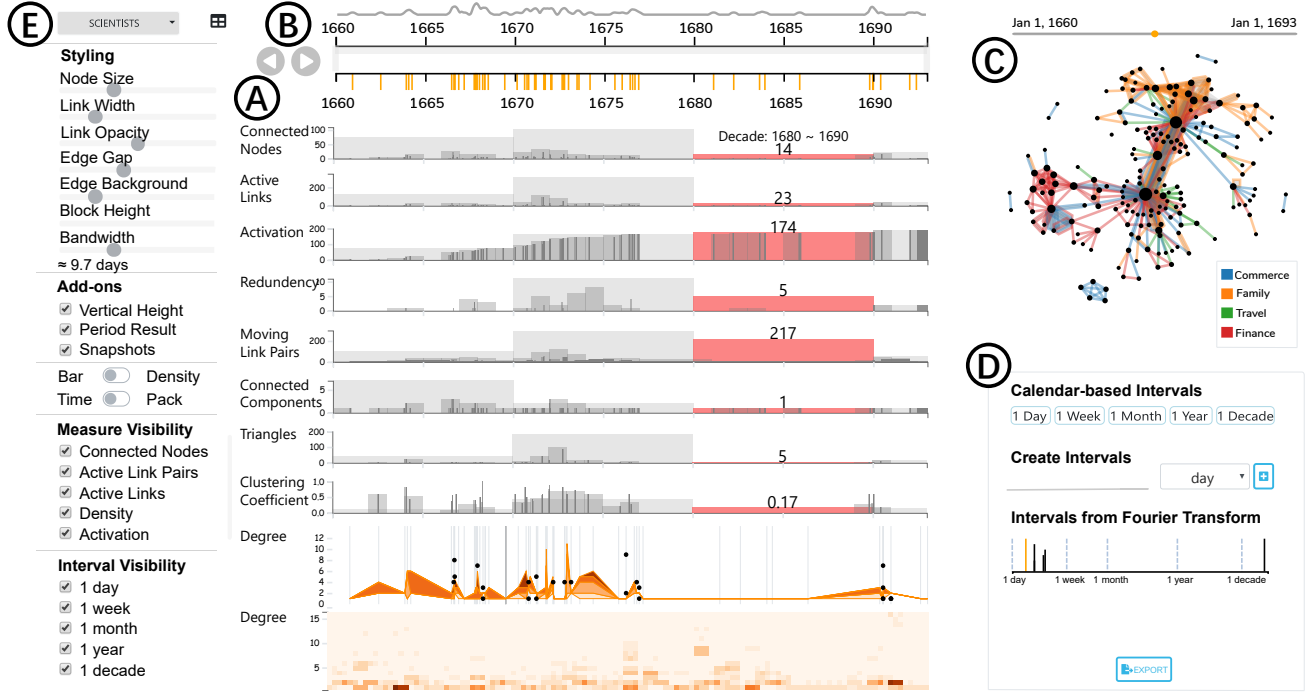 E
SCIENTISTS
Styling
Node Size
Link Width
Link Opacity
Edge Gap
Edge Background
Block Height
Bandwidth
≈ 9.7 days
Add-ons
Vertical Height
Period Result
Snapshots
Bar Density
Time Pack
Measure Visibility
Connected Nodes
Active Link Pairs
Active Links
Density
Activation
Interval Visibility
1 day
1 week
1 month
1 year
1 decade
B
1660 1665 1670 1675 1680 1685 1690
A
1660 1665 1670 1675 1680 1685 1690
Connected
Nodes
100
50
0
Decade: 1680 ~ 1690
14
Active
Links
200
0
23
Activation
200
100
0
174
Redundancy
10
5
0
5
Moving
Link Pairs
200
0
217
Connected
Components
5
0
1
Triangles
200
100
0
5
Clustering
Coefficient
1.0
0.5
0.0
0.17
Degree
12
10
8
6
4
2
0
Degree
15
10
5
Jan 1, 1660 Jan 1, 1693
C
Commerce
Family
Travel
Finance
D
Calendar-based Intervals
1 Day 1 Week 1 Month 1 Year 1 Decade
Create Intervals
day
Intervals from Fourier Transform
1 day 1 week 1 month 1 year 1 decade
EXPORT